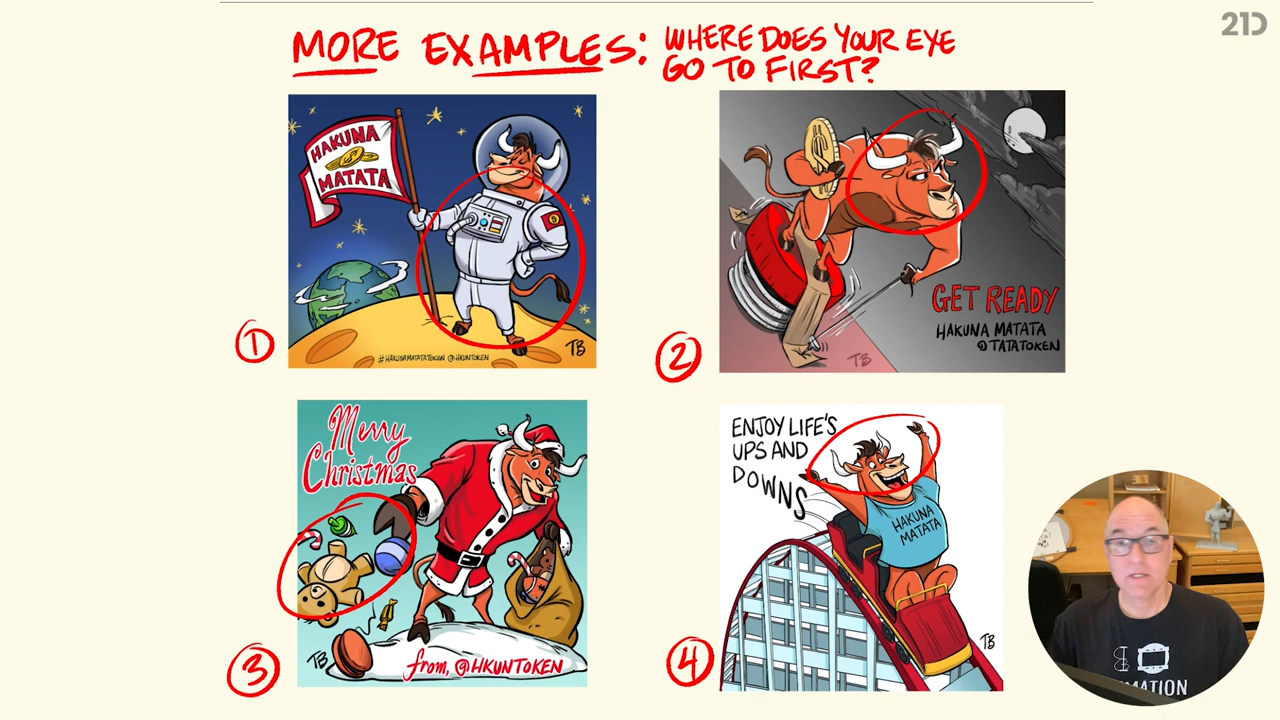 21D
MORE EXAMPLES: WHERE DOES YOUR EYE
GO TO FIRST?
HAKUNA
MATATA
#HAKUNAMATATATOKEN @HKUNTOKEN
TB
1
GET READY
HAKUNA MATATA
@TATATOKEN
TB
2
Merry
Christmas
TB
from, @HKUNTOKEN
3
ENJOY LIFE'S
UPS AND
DOWNS
HAKUNA
MATATA
TB
4